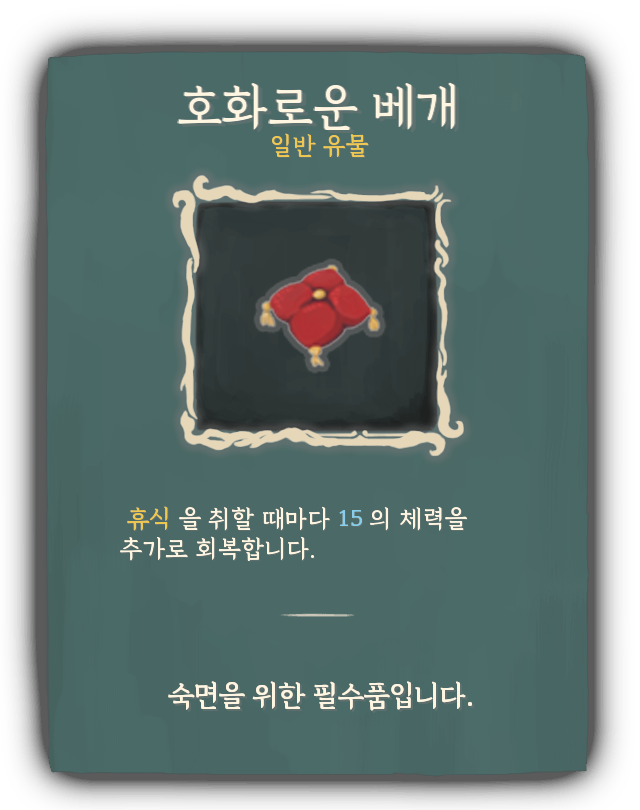 호화로운 베개
일반 유물
휴식 을 취할 때마다 15 의 체력을
추가로 회복합니다.
숙면을 위한 필수품입니다.